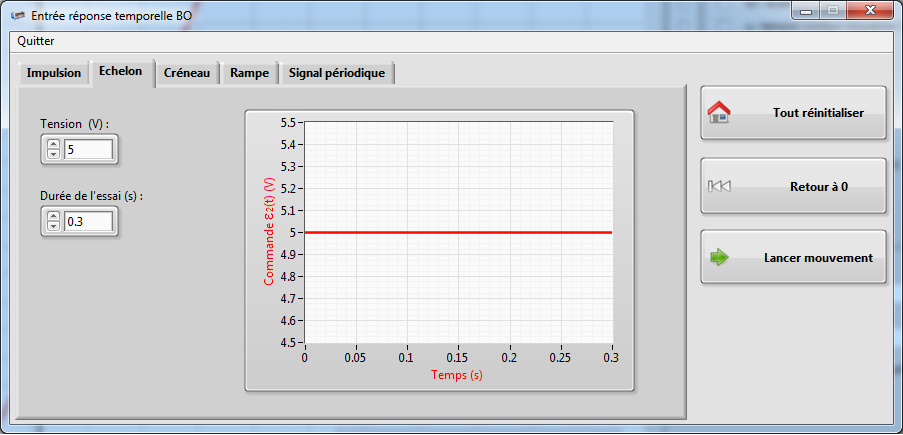 Entrée réponse temporelle BO
Quitter
Impulsion Echelon Créneau Rampe Signal périodique
Tension (V) :
5
Durée de l'essai (s) :
0.3
Commande ε2(t) (V)
5.5
5.4
5.3
5.2
5.1
5
4.9
4.8
4.7
4.6
4.5
0 0.05 0.1 0.15 0.2 0.25 0.3
Temps (s)
Tout réinitialiser
Retour à 0
Lancer mouvement